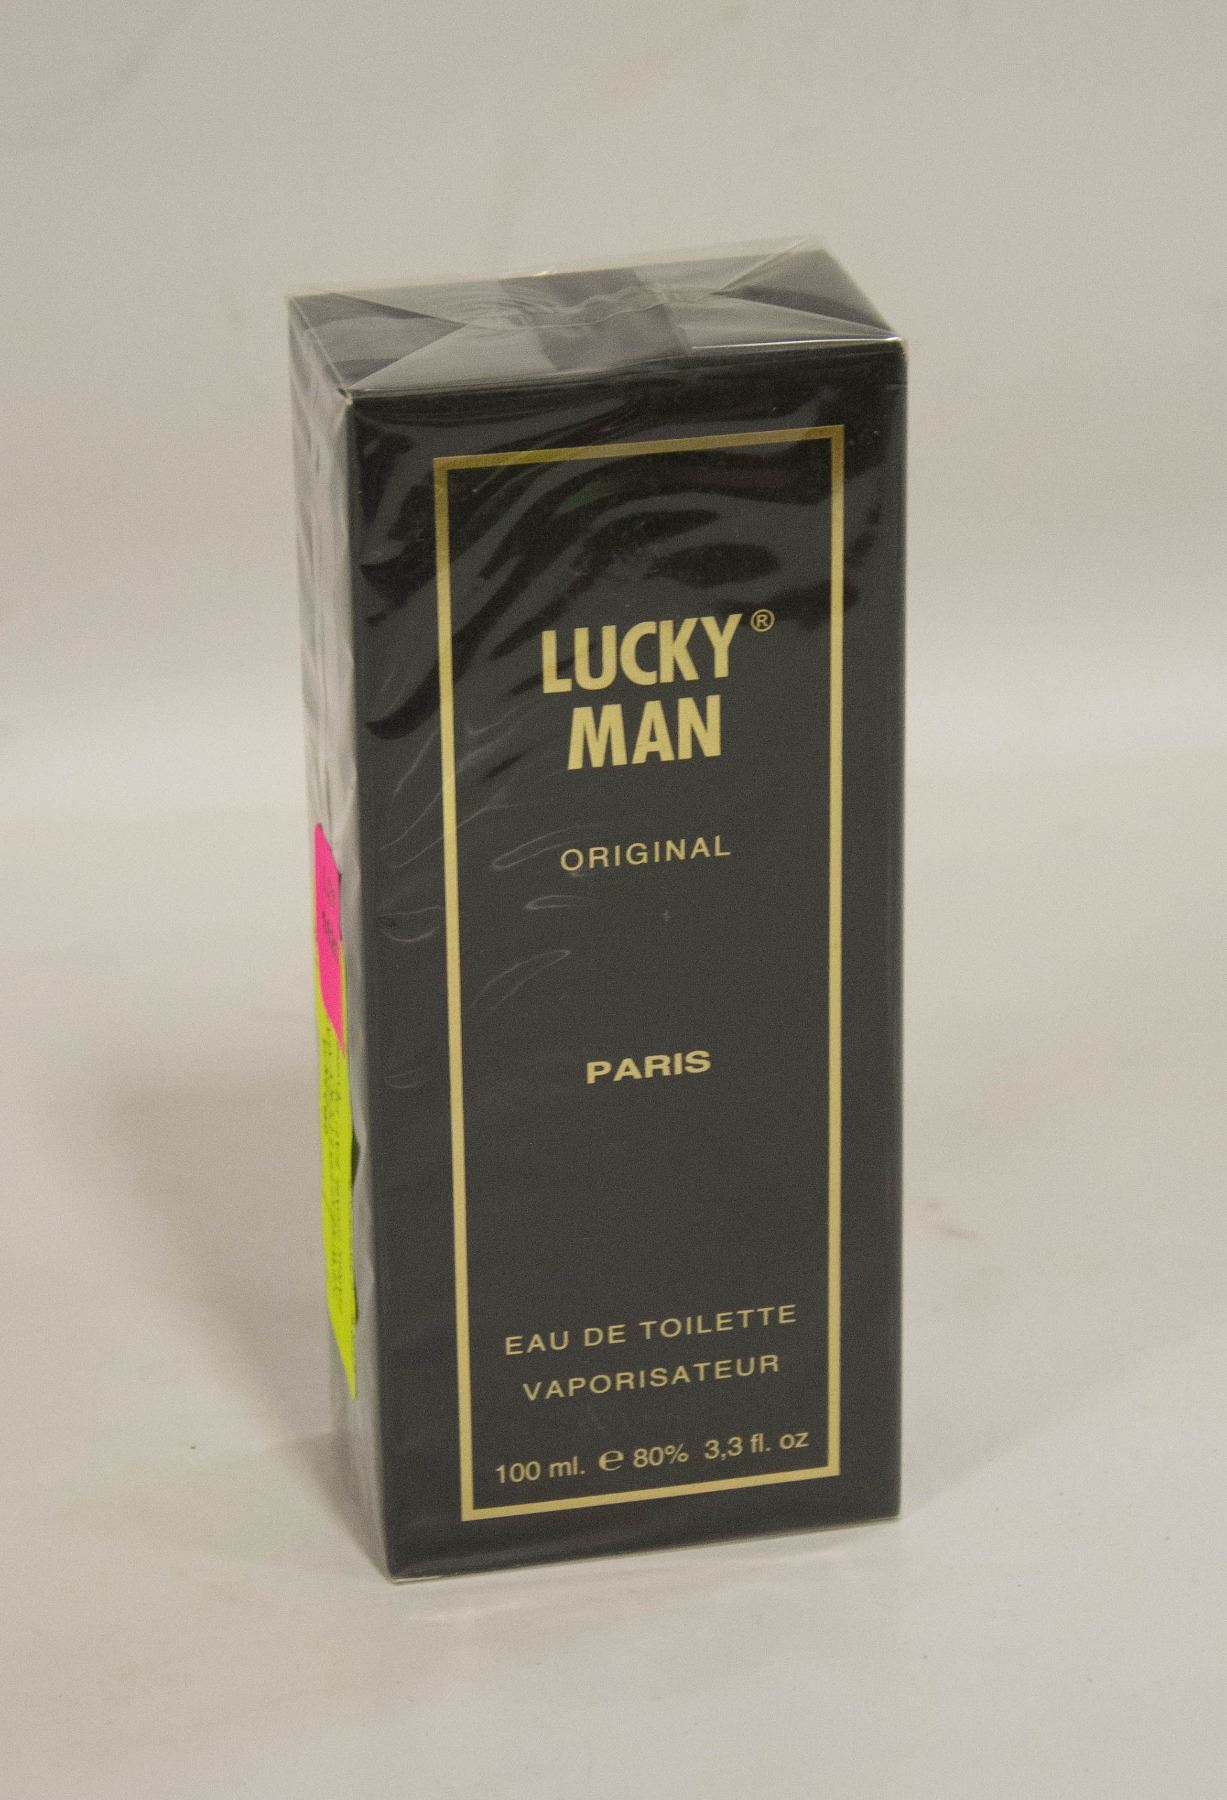 LUCKY®
MAN
ORIGINAL
PARIS
EAU DE TOILETTE
VAPORISATEUR
100 ml. ℮ 80% 3,3 fl. oz